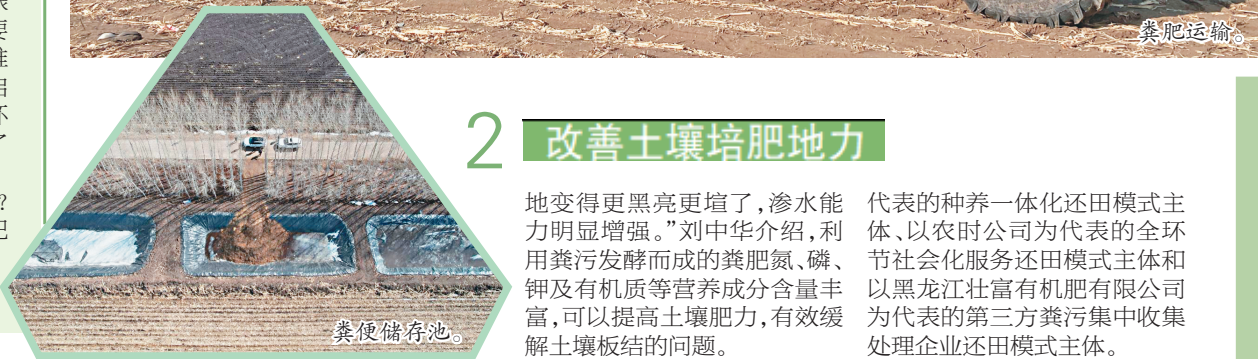 粪肥运输。
2
改善土壤培肥地力
地变得更黑亮更暄了，渗水能
力明显增强。”刘中华介绍，利
用粪污发酵而成的粪肥氮、磷、
钾及有机质等营养成分含量丰
富，可以提高土壤肥力，有效缓
解土壤板结的问题。
代表的种养一体化还田模式主
体、以农时公司为代表的全环
节社会化服务还田模式主体和
以黑龙江壮富有机肥有限公司
为代表的第三方粪污集中收集
处理企业还田模式主体。
粪便储存池。